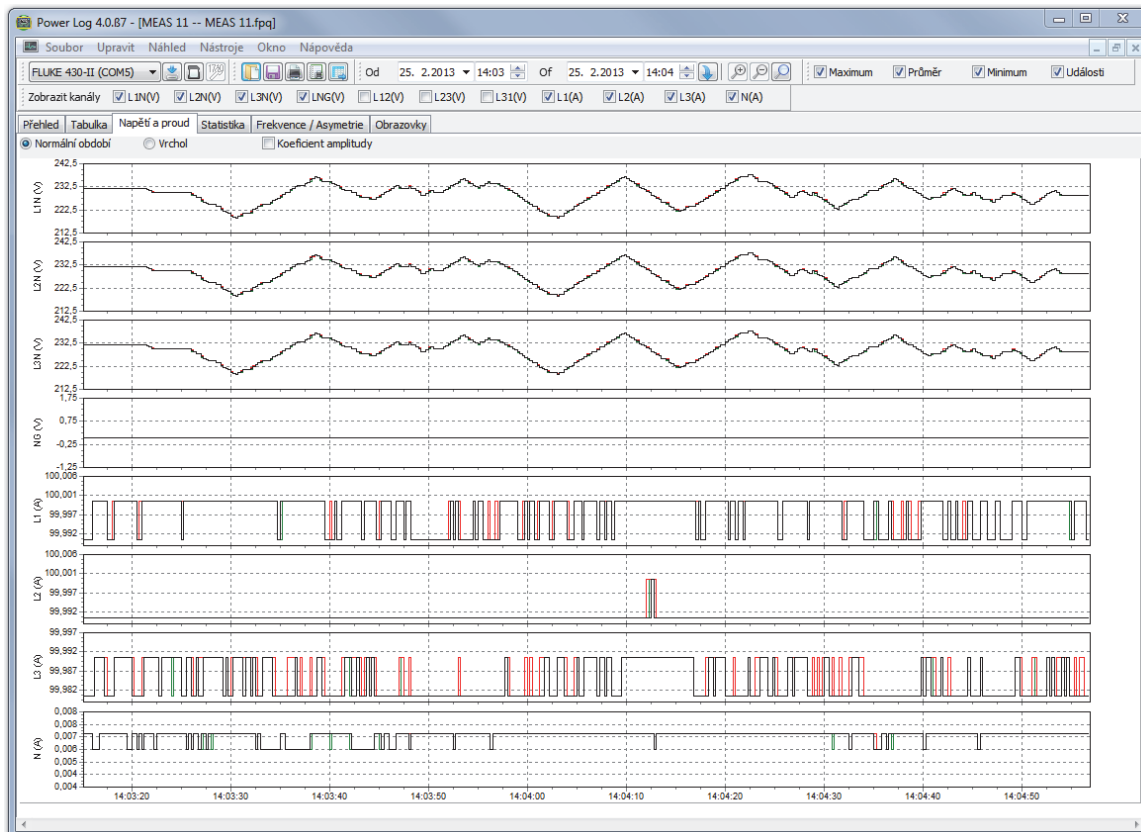 Power Log 4.0.87 - [MEAS 11 -- MEAS 11.fpq]
Soubor Upravit Náhled Nástroje Okno Nápověda
FLUKE 430-II (COM5) Od 25. 2.2013 14:03 Of 25. 2.2013 14:04 Maximum Průměr Minimum Události
Zobrazit kanály L1N(V) L2N(V) L3N(V) LNG(V) L12(V) L23(V) L31(V) L1(A) L2(A) L3(A) N(A)
Přehled Tabulka Napětí a proud Statistika Frekvence / Asymetrie Obrazovky
Normální období Vrchol Koeficient amplitudy
L1N (V)
242,5
232,5
222,5
212,5
L2N (V)
242,5
232,5
222,5
212,5
L3N (V)
242,5
232,5
222,5
212,5
NG (V)
1,75
0,75
-0,25
-1,25
L1 (A)
100,006
100,001
99,997
99,992
L2 (A)
100,006
100,001
99,997
99,992
L3 (A)
99,997
99,992
99,987
99,982
N (A)
0,008
0,008
0,007
0,006
0,005
0,004
0,004
14:03:20 14:03:30 14:03:40 14:03:50 14:04:00 14:04:10 14:04:20 14:04:30 14:04:40 14:04:50